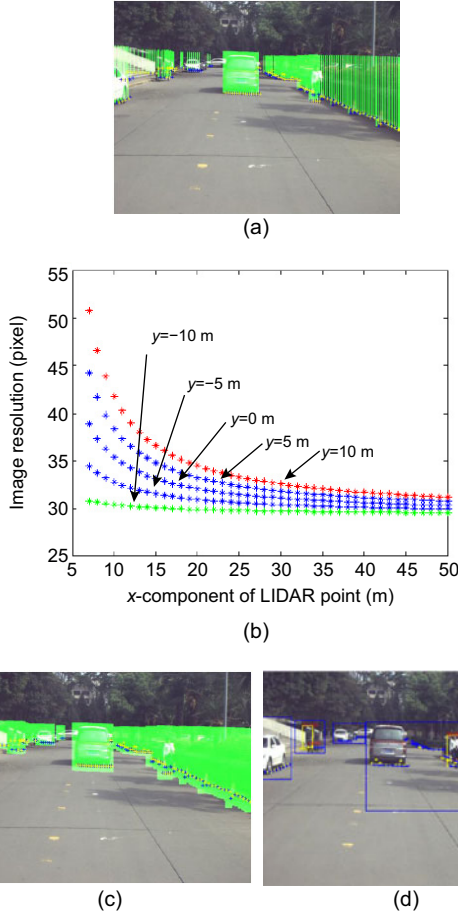 (a)
55
50
45
40
35
30
25
Image resolution (pixel)
y=−10 m
y=−5 m
y=0 m
5 m
y=10 m
5 10 15 20 25 30 35 40 45 50
x-component of LIDAR point (m)
(b)
(c) (d)